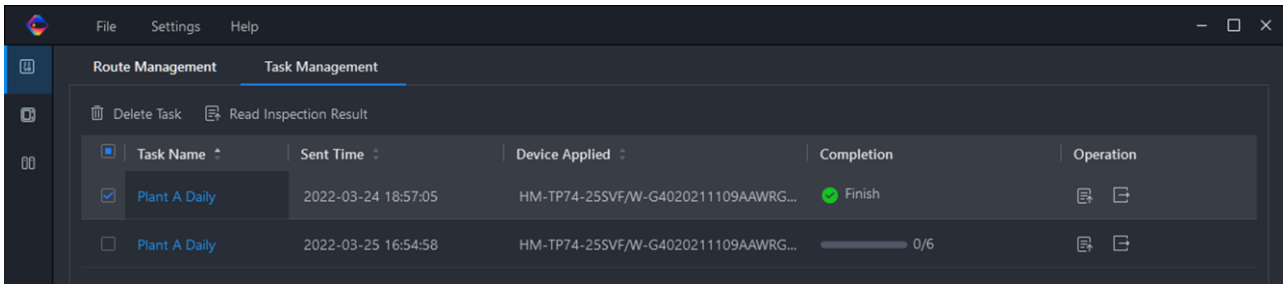 File Settings Help
Route Management Task Management
Delete Task Read Inspection Result
Task Name Sent Time Device Applied Completion Operation
Plant A Daily 2022-03-24 18:57:05 HM-TP74-25SVF/W-G4020211109AAWRG... Finish
Plant A Daily 2022-03-25 16:54:58 HM-TP74-25SVF/W-G4020211109AAWRG... 0/6